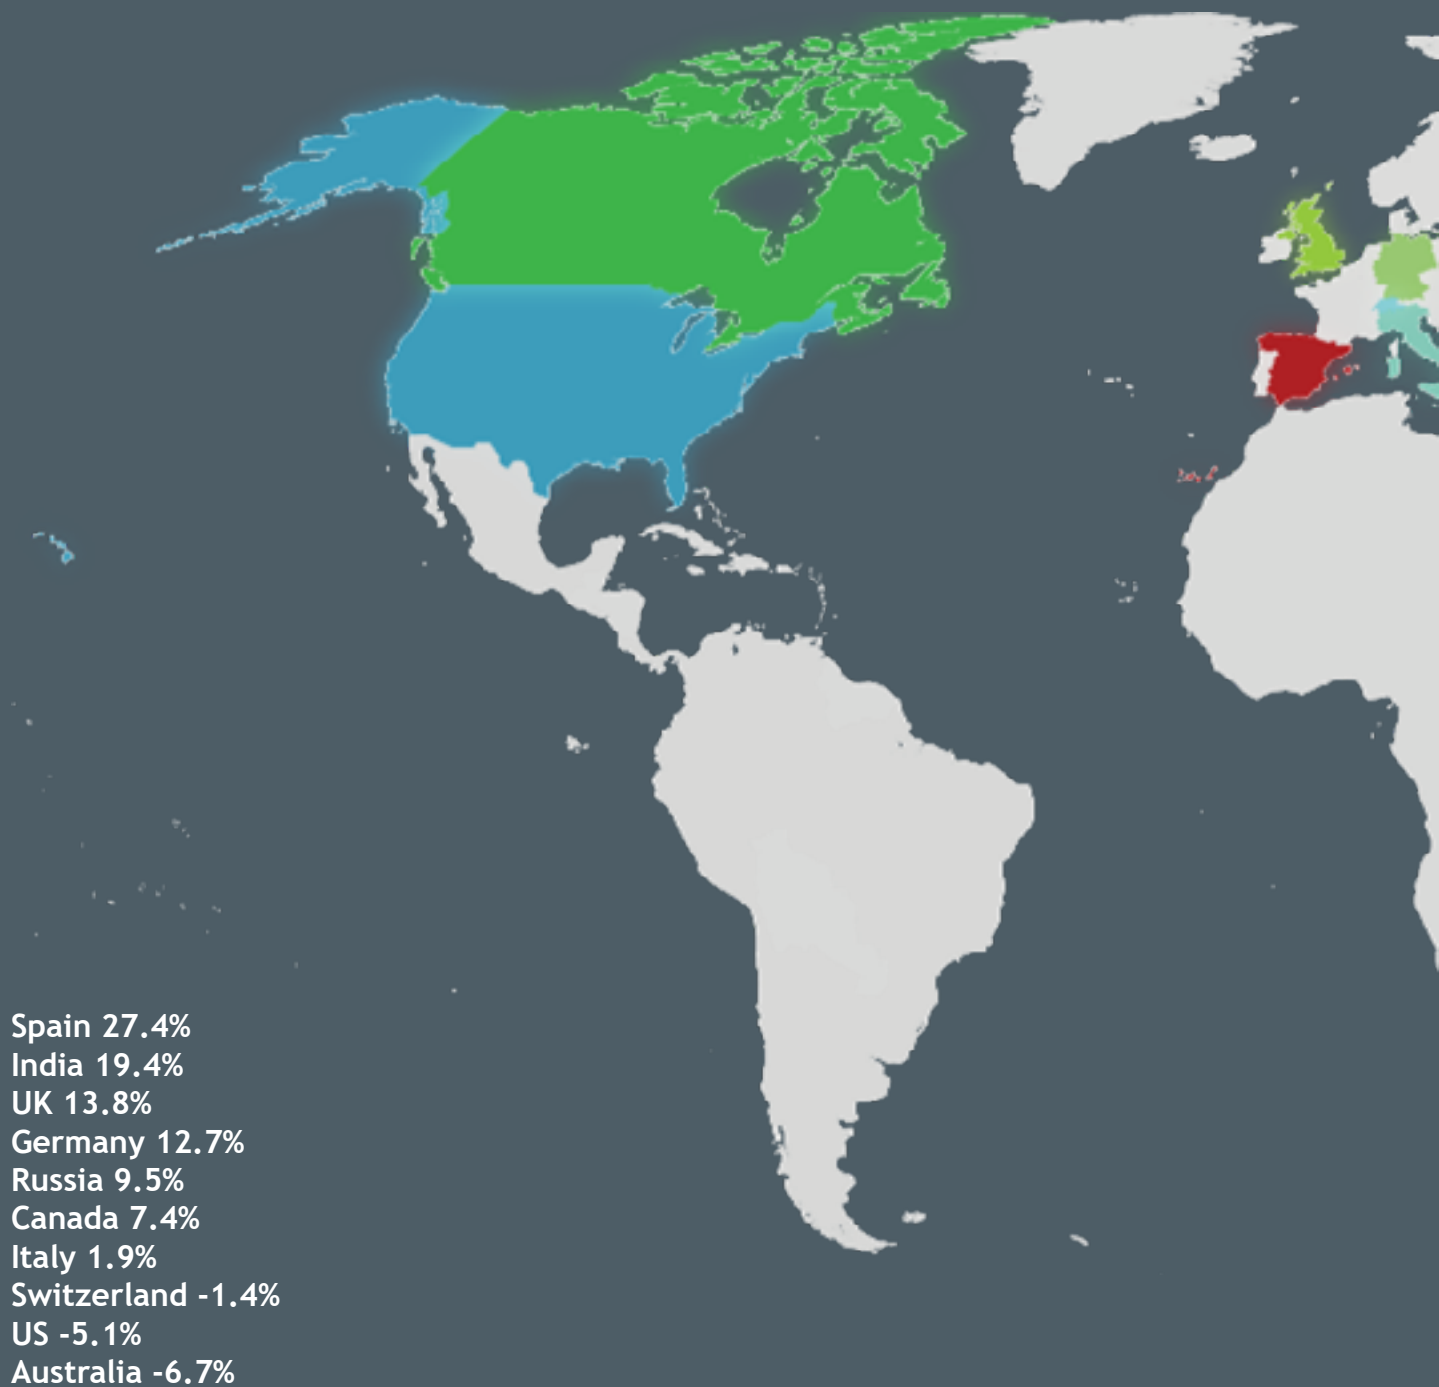 Spain 27.4%
India 19.4%
UK 13.8%
Germany 12.7%
Russia 9.5%
Canada 7.4%
Italy 1.9%
Switzerland -1.4%
US -5.1%
Australia -6.7%